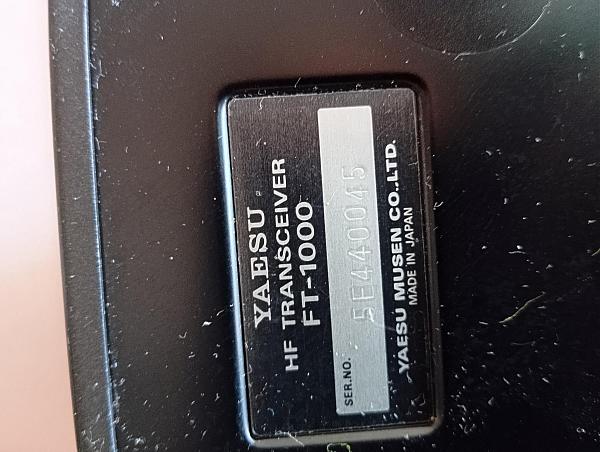 YAESU
HF TRANSCEIVER
FT-1000
SER.NO. 5E440045
YAESU MUSEN CO.,LTD.
MADE IN JAPAN